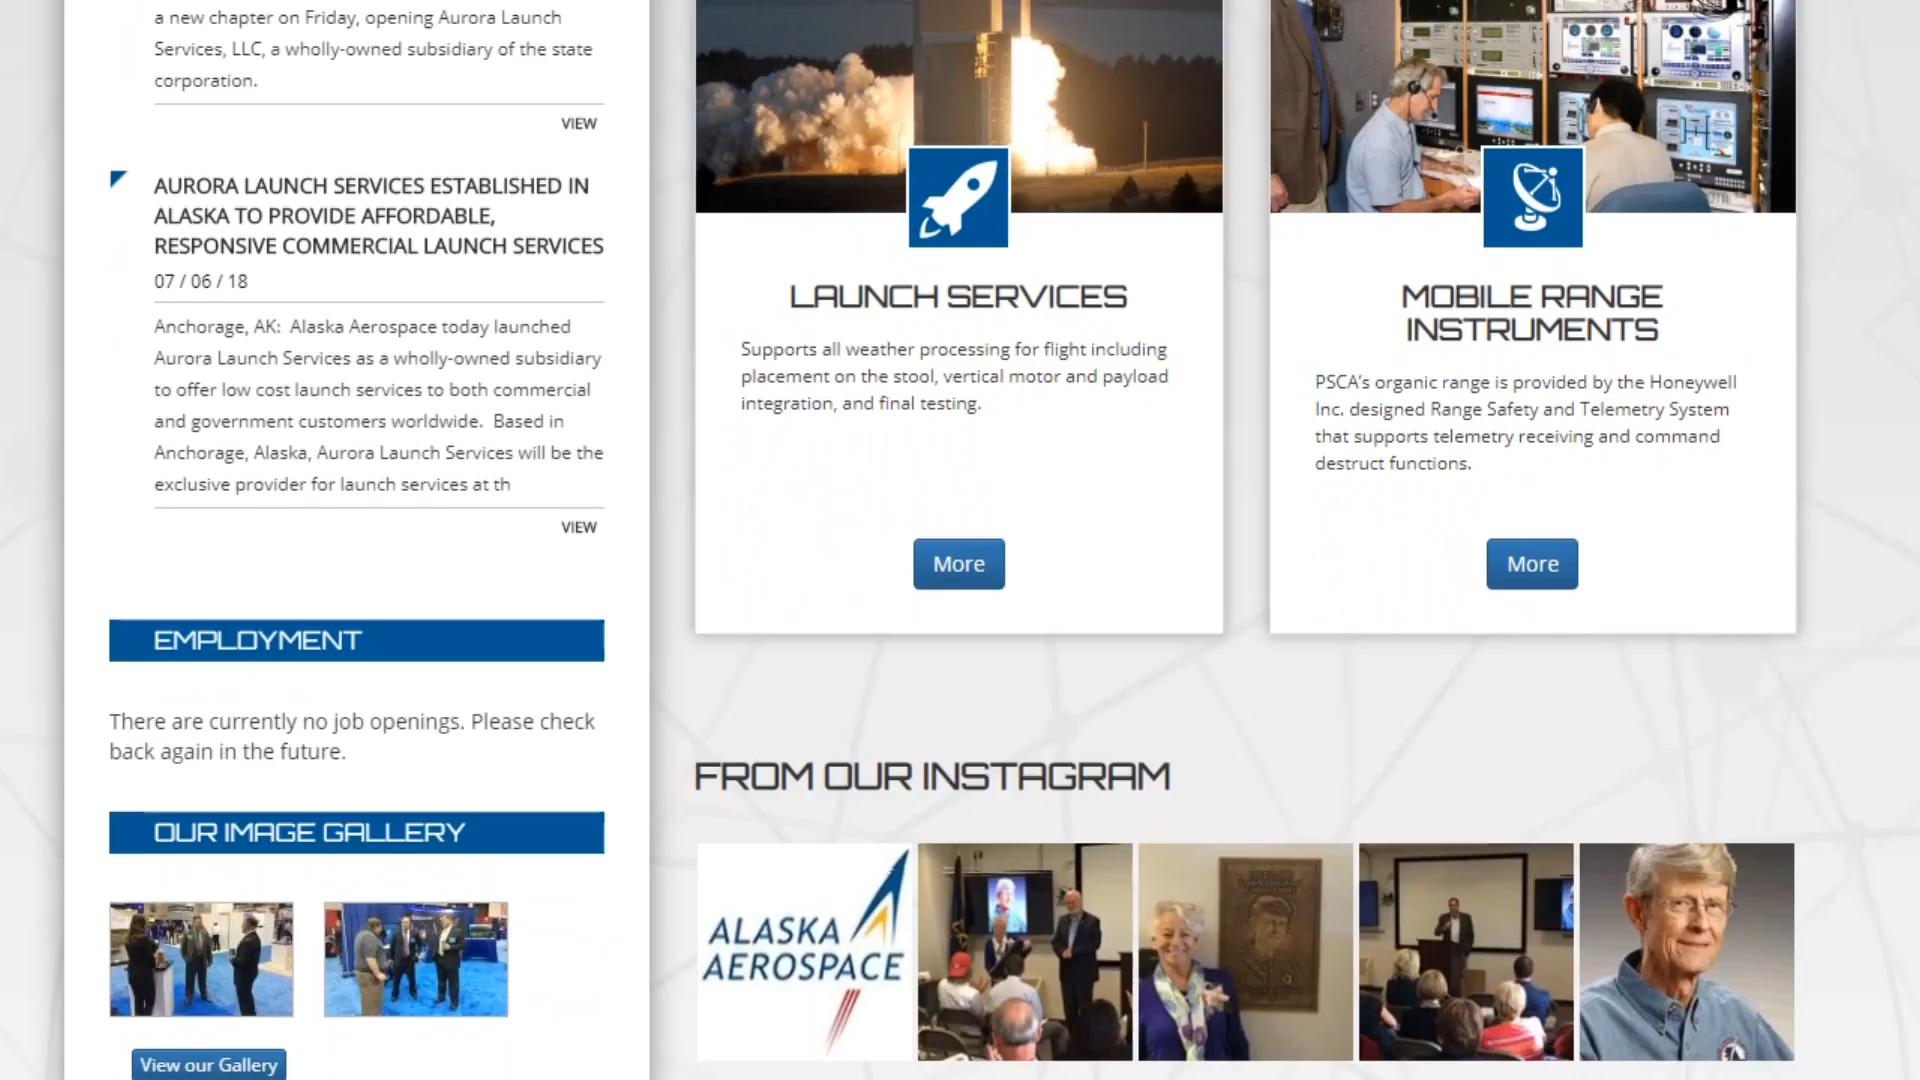 a new chapter on Friday, opening Aurora Launch
Services, LLC, a wholly-owned subsidiary of the state
corporation.
VIEW
AURORA LAUNCH SERVICES ESTABLISHED IN
ALASKA TO PROVIDE AFFORDABLE,
RESPONSIVE COMMERCIAL LAUNCH SERVICES
07 / 06 / 18
Anchorage, AK: Alaska Aerospace today launched
Aurora Launch Services as a wholly-owned subsidiary
to offer low cost launch services to both commercial
and government customers worldwide. Based in
Anchorage, Alaska, Aurora Launch Services will be the
exclusive provider for launch services at th
VIEW
EMPLOYMENT
There are currently no job openings. Please check
back again in the future.
OUR IMAGE GALLERY
View our Gallery
LAUNCH SERVICES
Supports all weather processing for flight including
placement on the stool, vertical motor and payload
integration, and final testing.
More
MOBILE RANGE
INSTRUMENTS
PSCA's organic range is provided by the Honeywell
Inc. designed Range Safety and Telemetry System
that supports telemetry receiving and command
destruct functions.
More
FROM OUR INSTAGRAM
ALASKA
AEROSPACE